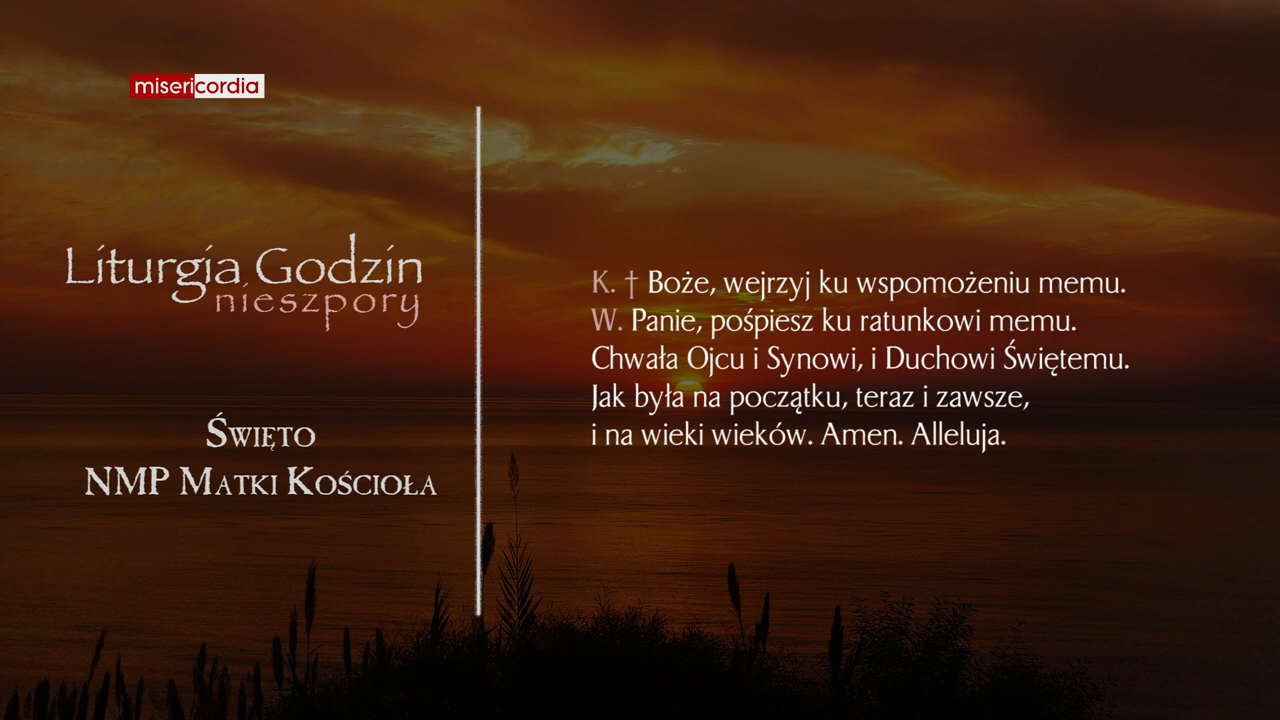 misericordia
Liturgia Godzin
nieszpory
Święto
NMP Matki Kościoła
K. † Boże, wejrzyj ku wspomożeniu memu.
W. Panie, pośpiesz ku ratunkowi memu.
Chwała Ojcu i Synowi, i Duchowi Świętemu.
Jak była na początku, teraz i zawsze,
i na wieki wieków. Amen. Alleluja.